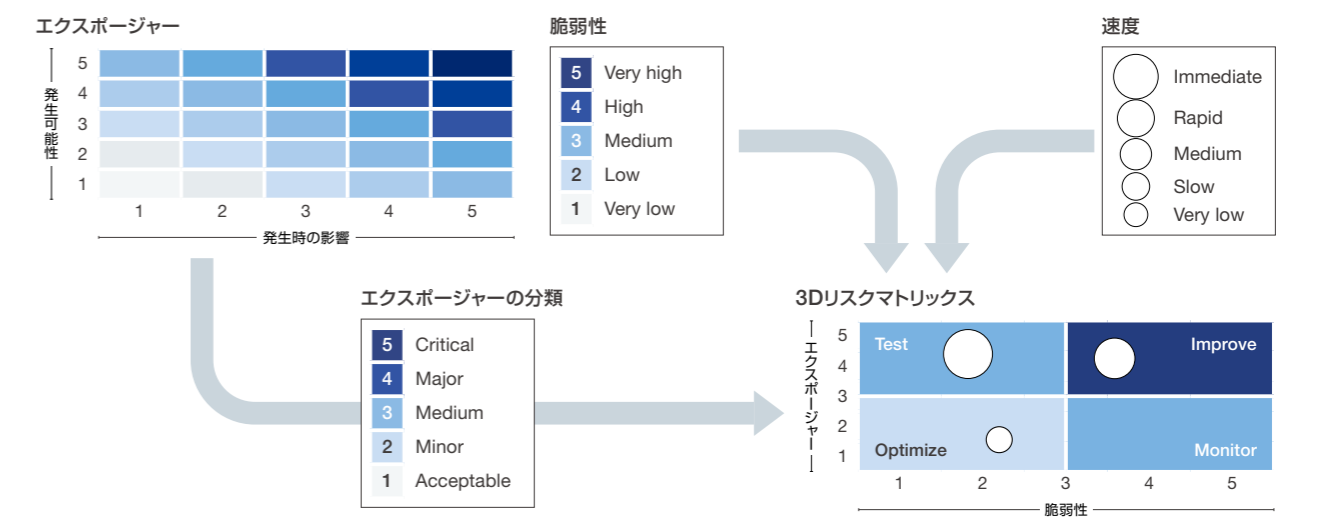 エクスポージャー
発生可能性
5
4
3
2
1
1 2 3 4 5
発生時の影響
脆弱性
5 Very high
4 High
3 Medium
2 Low
1 Very low
速度
Immediate
Rapid
Medium
Slow
Very low
エクスポージャーの分類
5 Critical
4 Major
3 Medium
2 Minor
1 Acceptable
3Dリスクマトリックス
エクスポージャー
5
4
3
2
1
Test
Improve
Optimize
Monitor
1 2 3 4 5
脆弱性